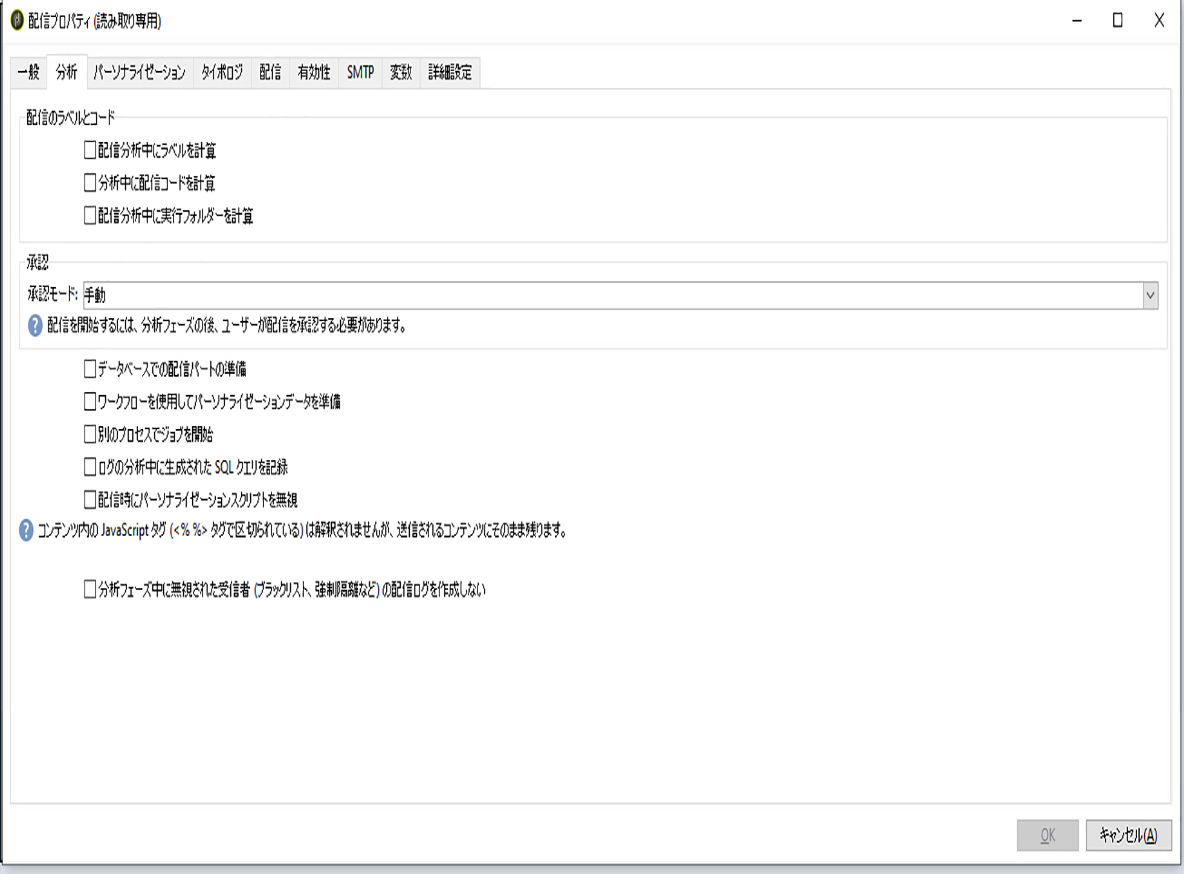 配信プロパティ (読み取り専用)
一般 分析 パーソナライゼーション タイポロジ 配信 有効性 SMTP 変数 詳細設定
配信のラベルとコード
配信分析中にラベルを計算
分析中に配信コードを計算
配信分析中に実行フォルダーを計算
承認
承認モード: 手動
配信を開始するには、分析フェーズの後、ユーザーが配信を承認する必要があります。
データベースでの配信パートの準備
ワークフローを使用してパーソナライゼーションデータを準備
別のプロセスでジョブを開始
ログの分析中に生成された SQL クエリを記録
配信時にパーソナライゼーションスクリプトを無視
コンテンツ内の JavaScript タグ (<% %> タグで区切られている) は解釈されませんが、送信されるコンテンツにそのまま残ります。
分析フェーズ中に無視された受信者 (ブラックリスト、強制隔離など) の配信ログを作成しない
OK キャンセル(A)